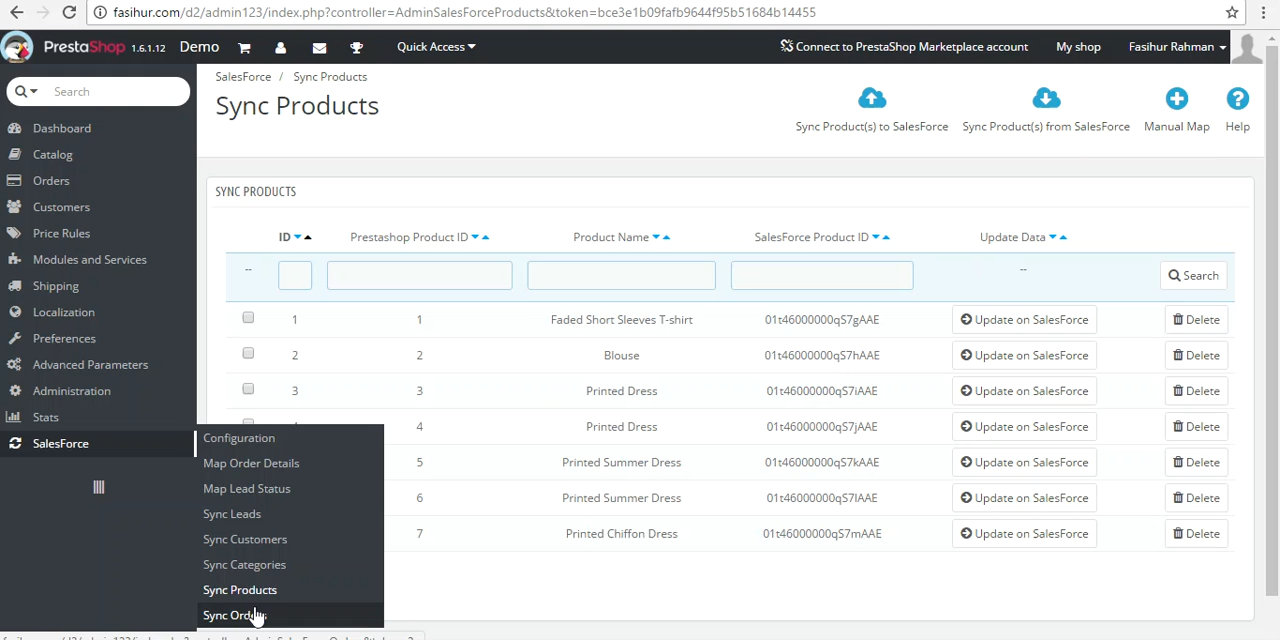 fasihur.com/d2/admin123/index.php?controller=AdminSalesForceProducts&token=bce3e1b09fafb9644f95b51684b14455
PrestaShop 1.6.1.12 Demo Quick Access Connect to PrestaShop Marketplace account My shop Fasihur Rahman
Search
Dashboard
Catalog
Orders
Customers
Price Rules
Modules and Services
Shipping
Localization
Preferences
Advanced Parameters
Administration
Stats
SalesForce
Configuration
Map Order Details
Map Lead Status
Sync Leads
Sync Customers
Sync Categories
Sync Products
Sync
SalesForce / Sync Products
Sync Products
Sync Product(s) to SalesForce Sync Product(s) from SalesForce Manual Map Help
SYNC PRODUCTS
ID Prestashop Product ID Product Name SalesForce Product ID Update Data
-- -- Search
1 1 Faded Short Sleeves T-shirt 01t46000000qS7gAAE Update on SalesForce Delete
2 2 Blouse 01t46000000qS7hAAE Update on SalesForce Delete
3 3 Printed Dress 01t46000000qS7iAAE Update on SalesForce Delete
4 Printed Dress 01t46000000qS7jAAE Update on SalesForce Delete
5 Printed Summer Dress 01t46000000qS7kAAE Update on SalesForce Delete
6 Printed Summer Dress 01t46000000qS7lAAE Update on SalesForce Delete
7 Printed Chiffon Dress 01t46000000qS7mAAE Update on SalesForce Delete